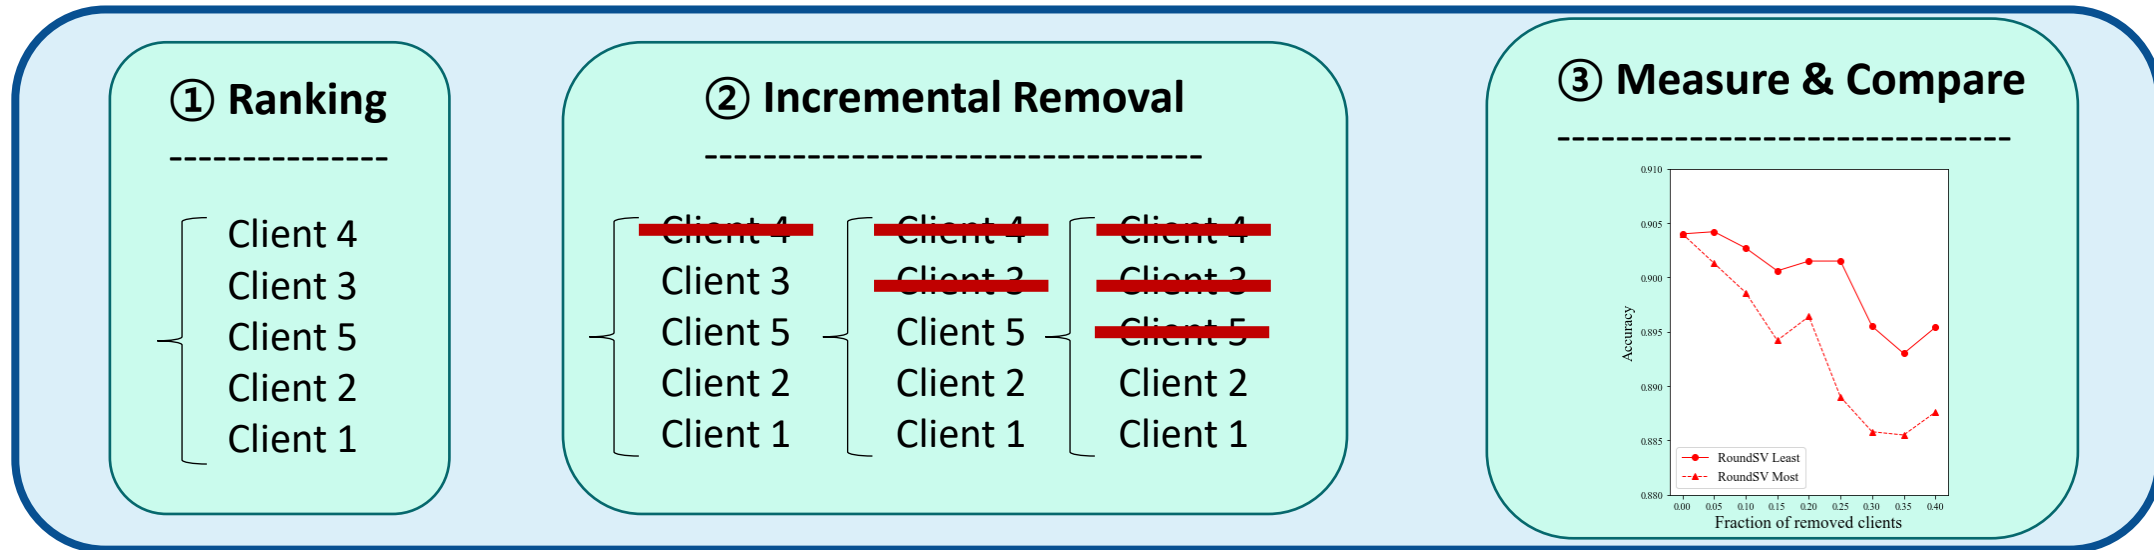 ① Ranking
Client 4
Client 3
Client 5
Client 2
Client 1
② Incremental Removal
Client 4
Client 3
Client 5
Client 2
Client 1
Client 4
Client 3
Client 5
Client 2
Client 1
Client 4
Client 3
Client 5
Client 2
Client 1
③ Measure & Compare
0.910
0.905
0.900
0.895
0.890
0.885
0.880
Accuracy
RoundSV Least
RoundSV Most
0.00 0.05 0.10 0.15 0.20 0.25 0.30 0.35 0.40
Fraction of removed clients